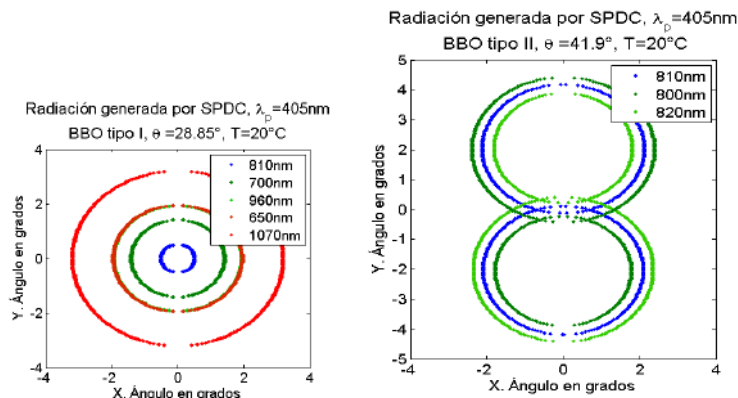 Radiación generada por SPDC, λp=405nm
BBO tipo I, θ =28.85°, T=20°C
4
2
0
-2
-4
Y. Ángulo en grados
810nm
700nm
960nm
650nm
1070nm
-4
-2
0
2
4
X. Ángulo en grados
Radiación generada por SPDC, λp=405nm
BBO tipo II, θ =41.9°, T=20°C
5
4
3
2
1
0
-1
-2
-3
-4
-5
Y. Ángulo en grados
810nm
800nm
820nm
-4
-2
0
2
4
X. Ángulo en grados